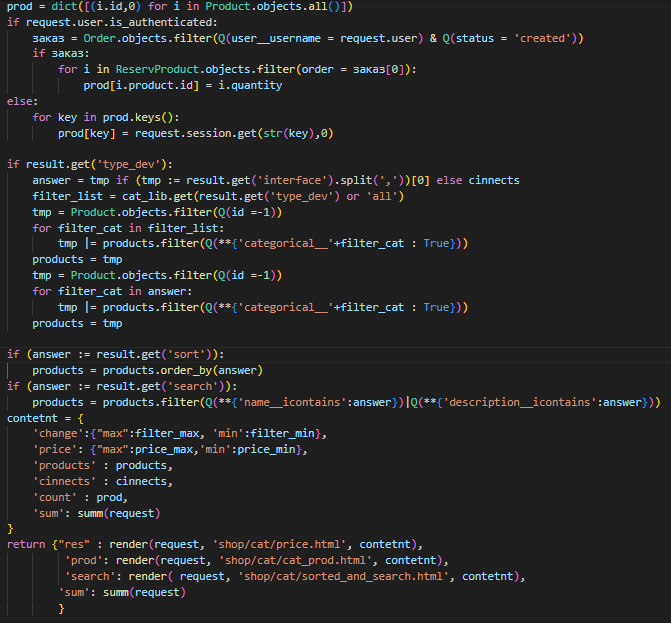 prod = dict([(i.id,0) for i in Product.objects.all()])
if request.user.is_authenticated:
    заказ = Order.objects.filter(Q(user__username = request.user) & Q(status = 'created'))
    if заказ:
        for i in ReservProduct.objects.filter(order = заказ[0]):
            prod[i.product.id] = i.quantity
else:
    for key in prod.keys():
        prod[key] = request.session.get(str(key),0)

if result.get('type_dev'):
    answer = tmp if (tmp := result.get('interface').split(','))[0] else cinnects
    filter_list = cat_lib.get(result.get('type_dev') or 'all')
    tmp = Product.objects.filter(Q(id =-1))
    for filter_cat in filter_list:
        tmp |= products.filter(Q(**{'categorical__'+filter_cat : True}))
    products = tmp
    tmp = Product.objects.filter(Q(id =-1))
    for filter_cat in answer:
        tmp |= products.filter(Q(**{'categorical__'+filter_cat : True}))
    products = tmp

if (answer := result.get('sort')):
    products = products.order_by(answer)
if (answer := result.get('search')):
    products = products.filter(Q(**{'name__icontains':answer})|Q(**{'description__icontains':answer}))
contetnt = {
    'change':{"max":filter_max, 'min':filter_min},
    'price': {"max":price_max,'min':price_min},
    'products' : products,
    'cinnects' : cinnects,
    'count' : prod,
    'sum': summ(request)
}
return {"res" : render(request, 'shop/cat/price.html', contetnt),
         'prod': render(request, 'shop/cat/cat_prod.html', contetnt),
         'search': render( request, 'shop/cat/sorted_and_search.html', contetnt),
        'sum': summ(request)
        }